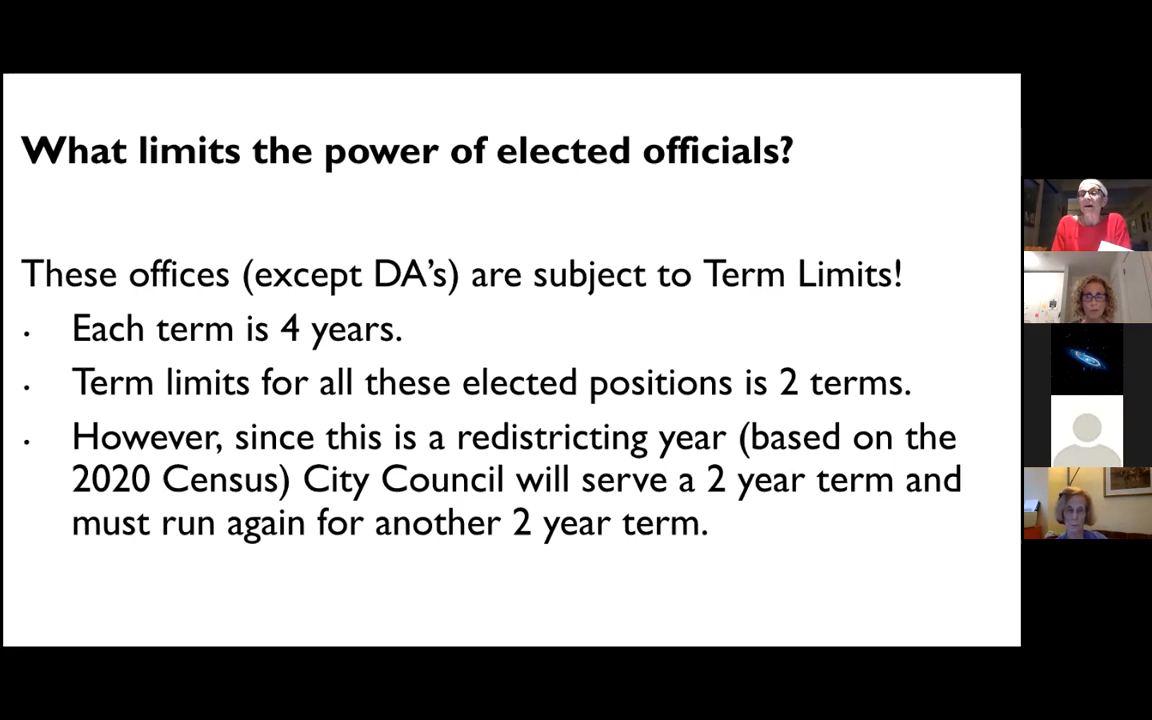 What limits the power of elected officials?
These offices (except DA's) are subject to Term Limits!
• Each term is 4 years.
• Term limits for all these elected positions is 2 terms.
• However, since this is a redistricting year (based on the
2020 Census) City Council will serve a 2 year term and
must run again for another 2 year term.